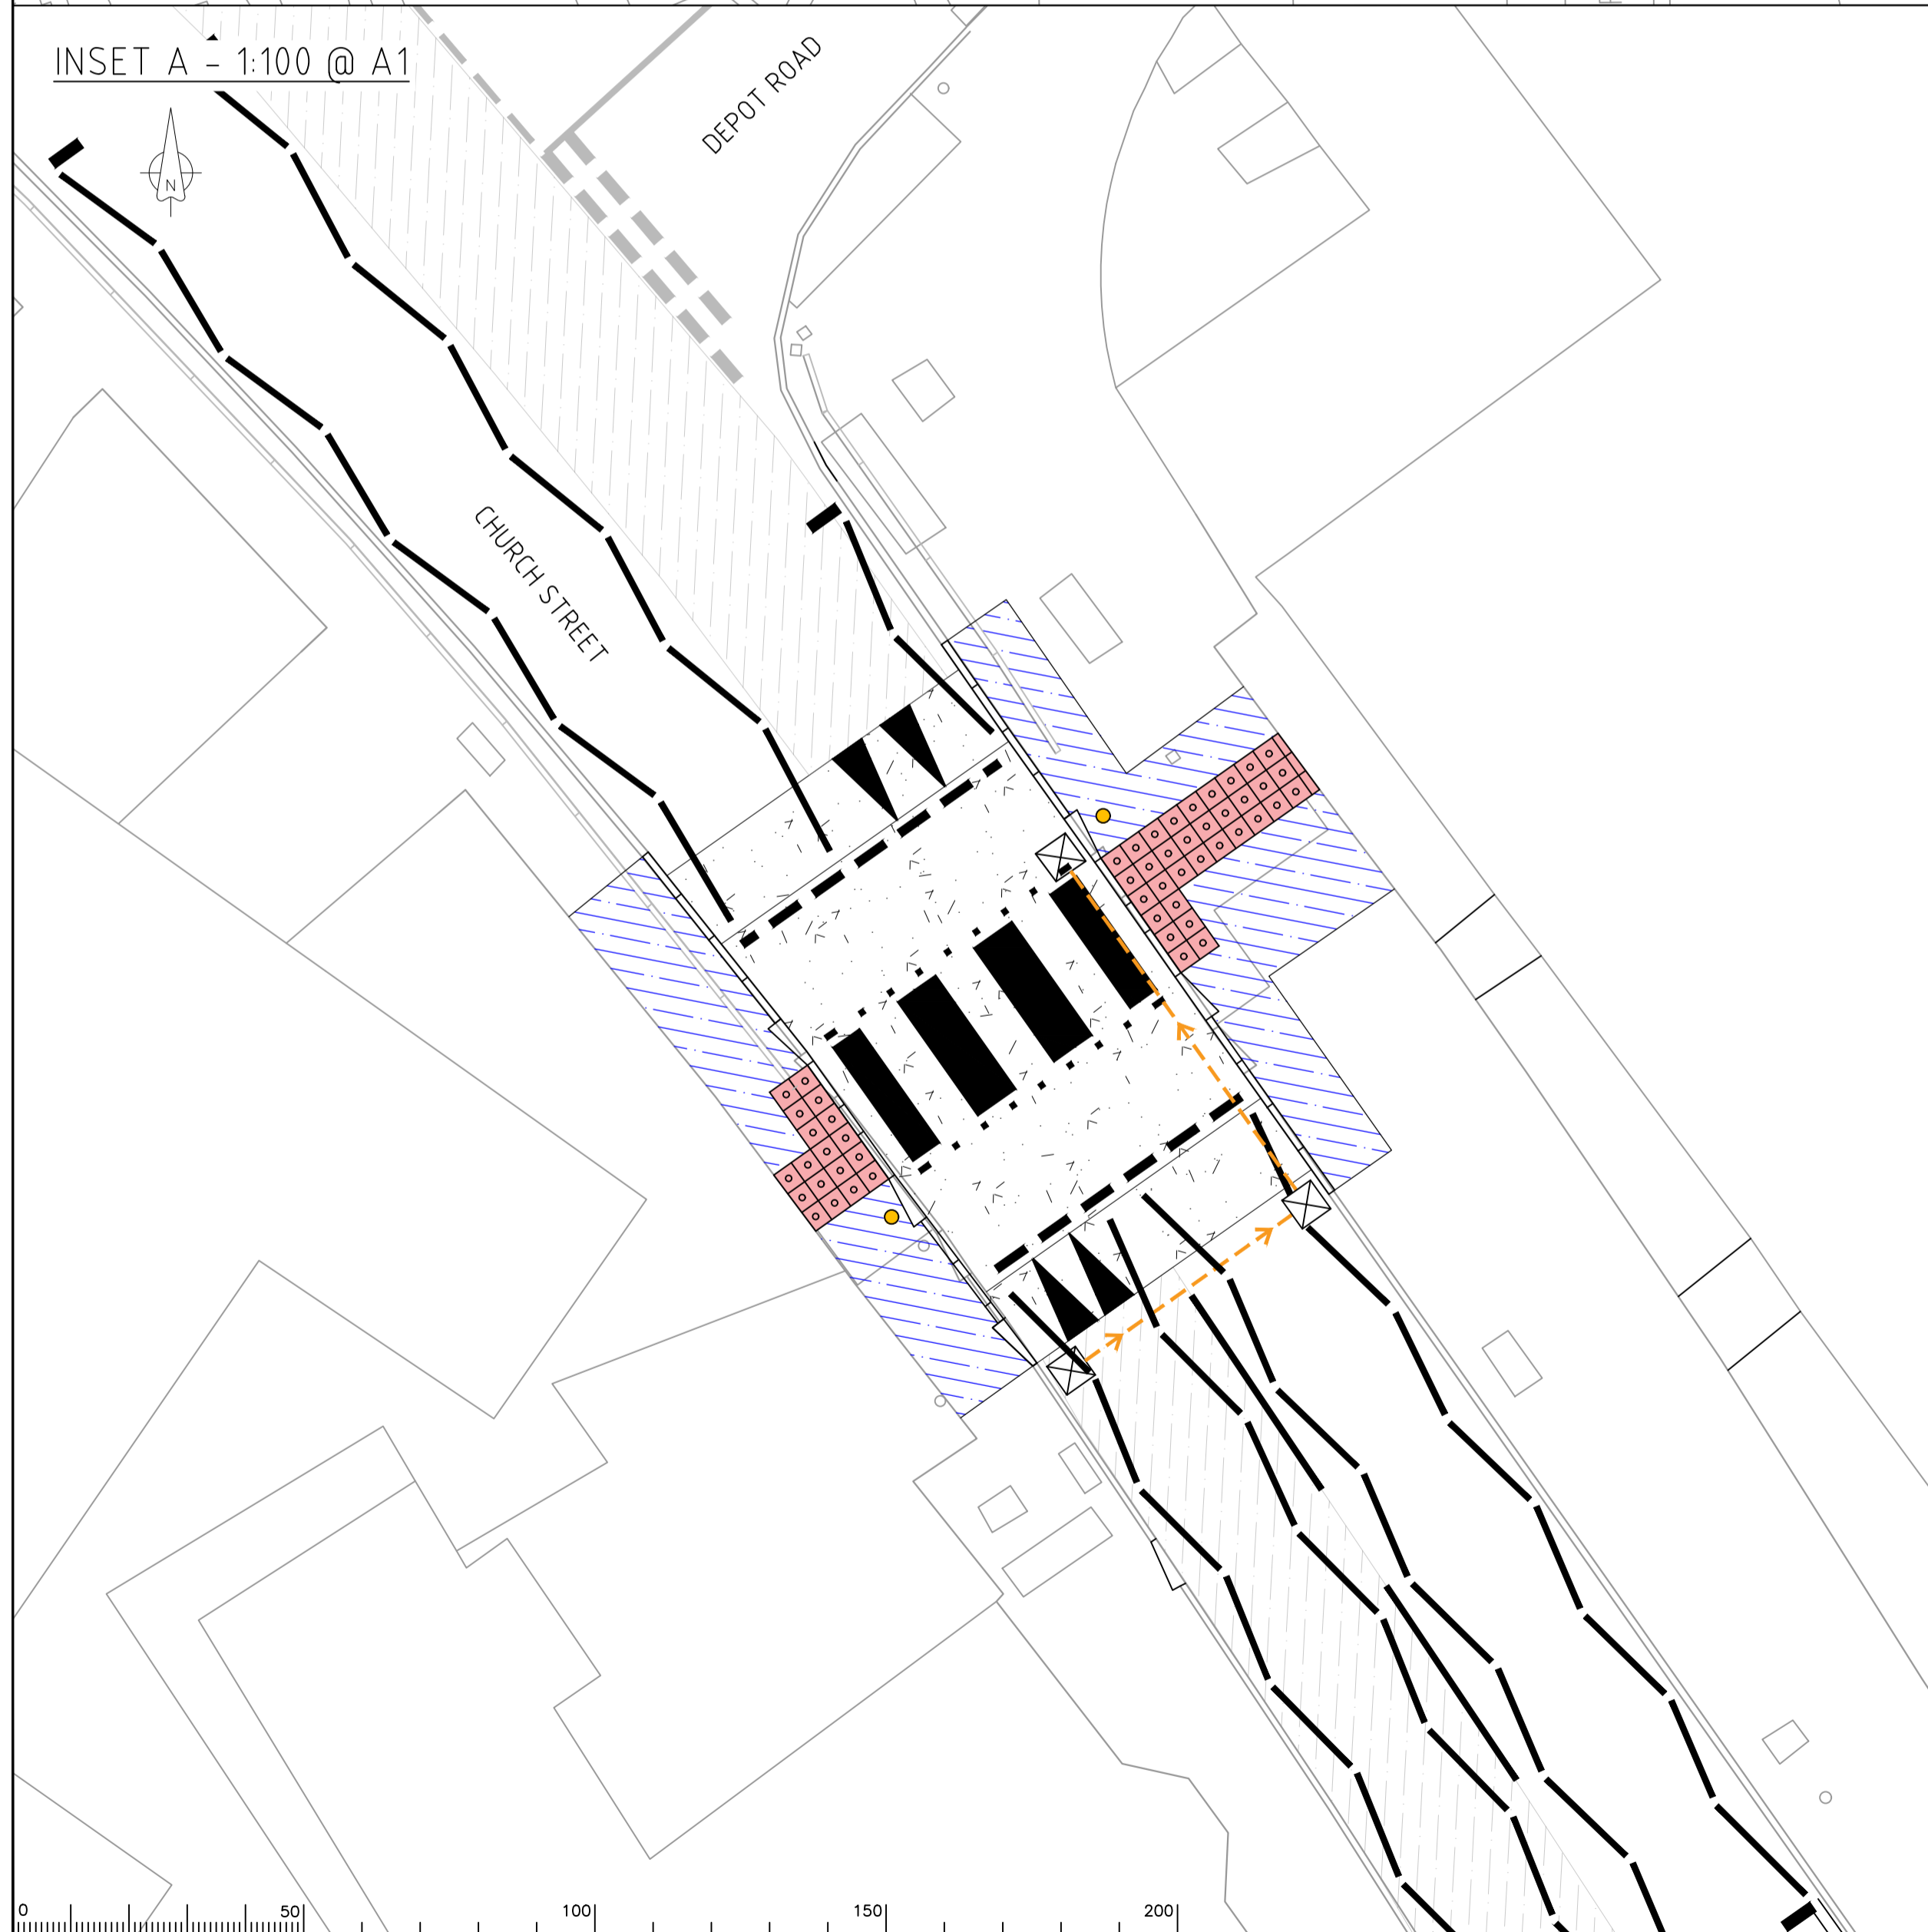 INSET A - 1:100 @ A1
DEPOT ROAD
N
CHURCH STREET
0 50 100 150 200